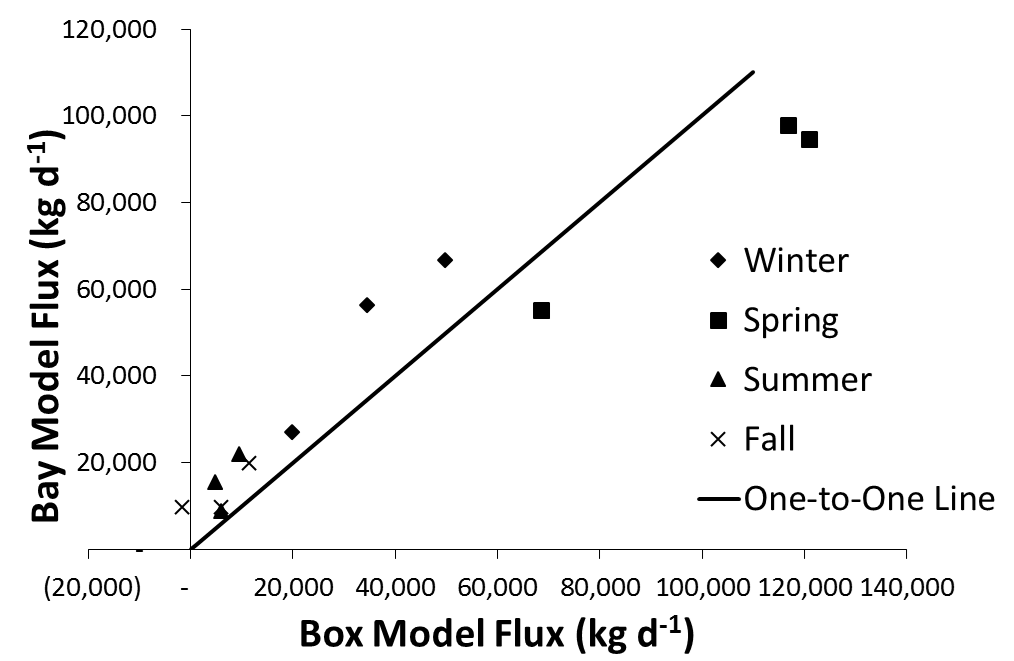 120,000
100,000
80,000
60,000
40,000
20,000
-
Bay Model Flux (kg d-1)
Winter
Spring
Summer
Fall
One-to-One Line
(20,000) - 20,000 40,000 60,000 80,000 100,000 120,000 140,000
Box Model Flux (kg d-1)